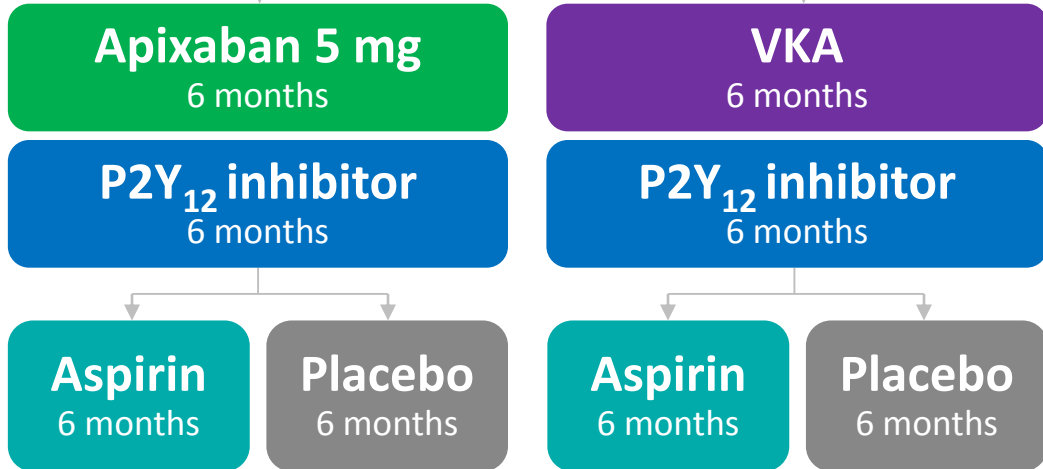 Apixaban 5 mg
6 months
VKA
6 months
P2Y12 inhibitor
6 months
P2Y12 inhibitor
6 months
Aspirin
6 months
Placebo
6 months
Aspirin
6 months
Placebo
6 months